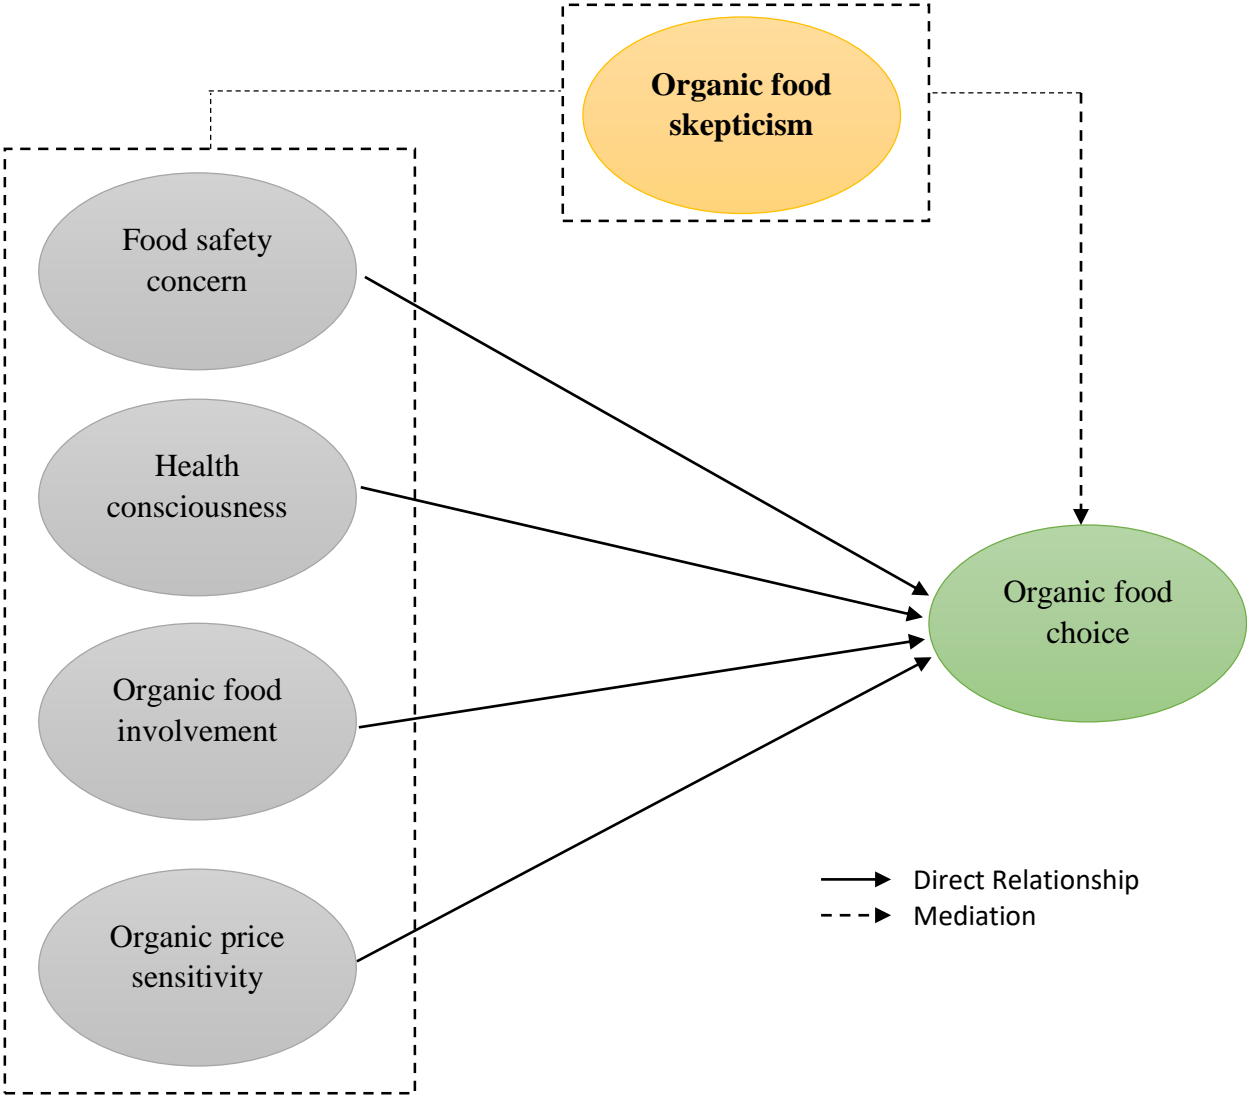 Organic food
skepticism
Food safety
concern
Health
consciousness
Organic food
choice
Organic food
involvement
Direct Relationship
Mediation
Organic price
sensitivity